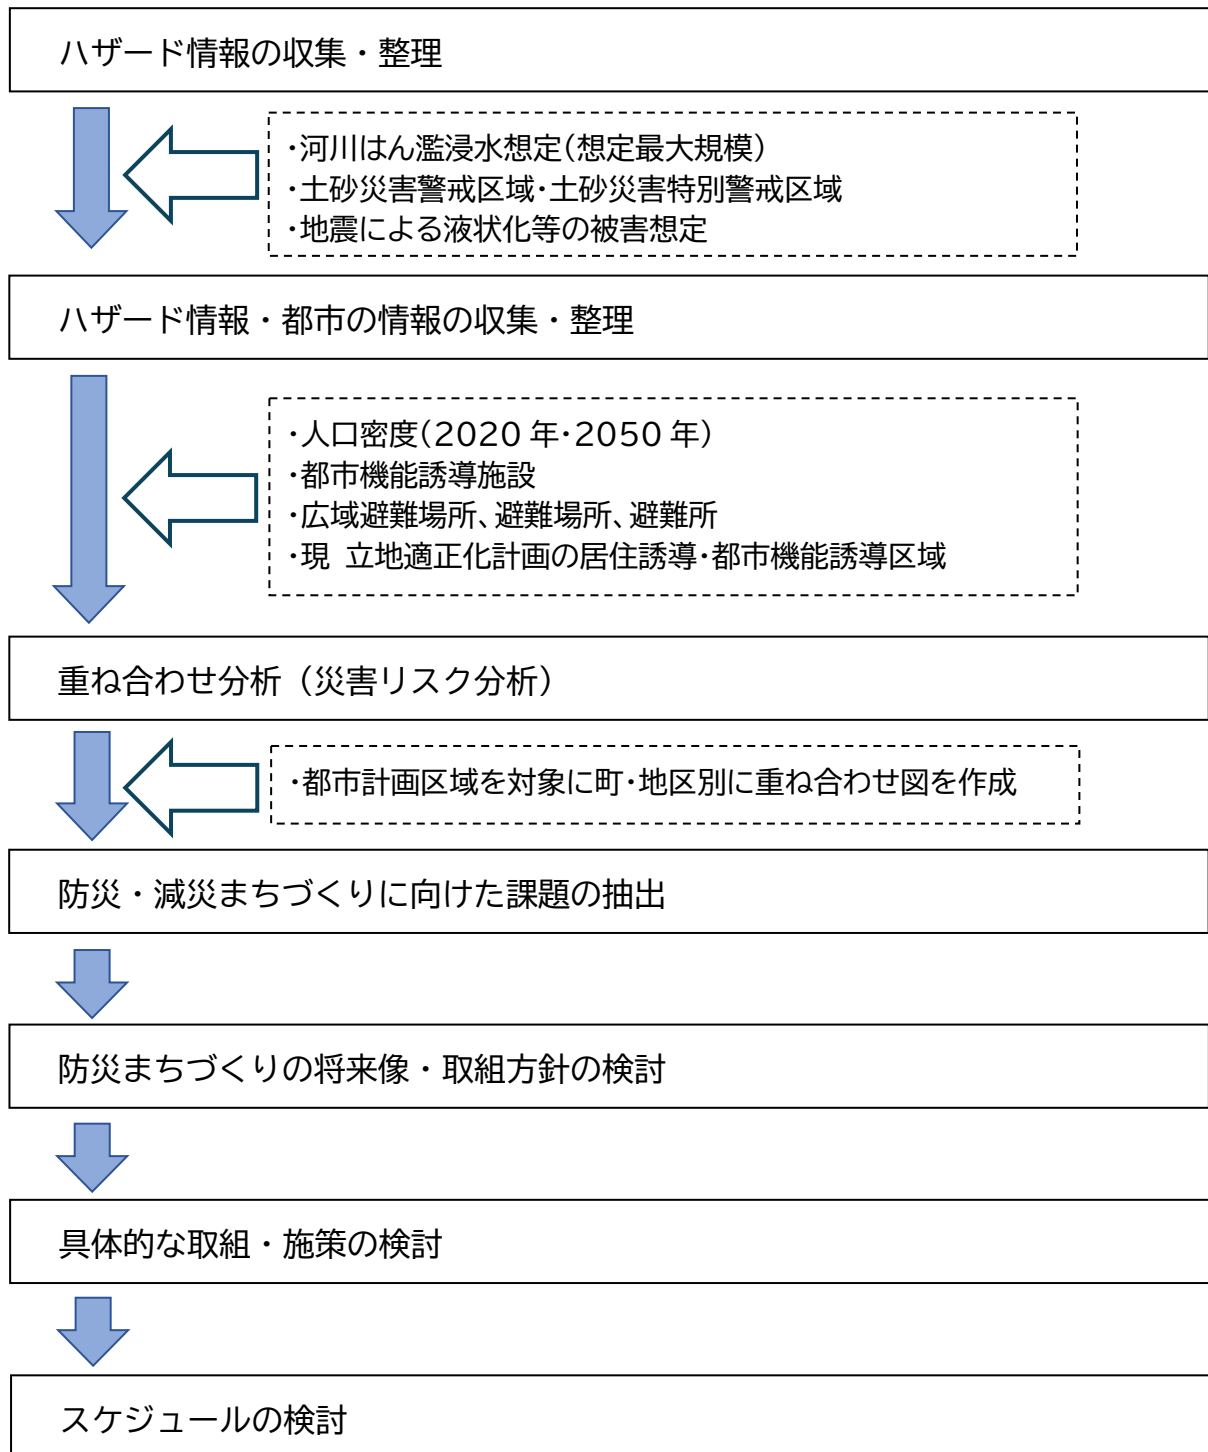 ハザード情報の収集・整理
・河川はん濫浸水想定(想定最大規模)
・土砂災害警戒区域・土砂災害特別警戒区域
・地震による液状化等の被害想定
ハザード情報・都市の情報の収集・整理
・人口密度(2020 年・2050 年)
・都市機能誘導施設
・広域避難場所、避難場所、避難所
・現 立地適正化計画の居住誘導・都市機能誘導区域
重ね合わせ分析（災害リスク分析）
・都市計画区域を対象に町・地区別に重ね合わせ図を作成
防災・減災まちづくりに向けた課題の抽出
防災まちづくりの将来像・取組方針の検討
具体的な取組・施策の検討
スケジュールの検討